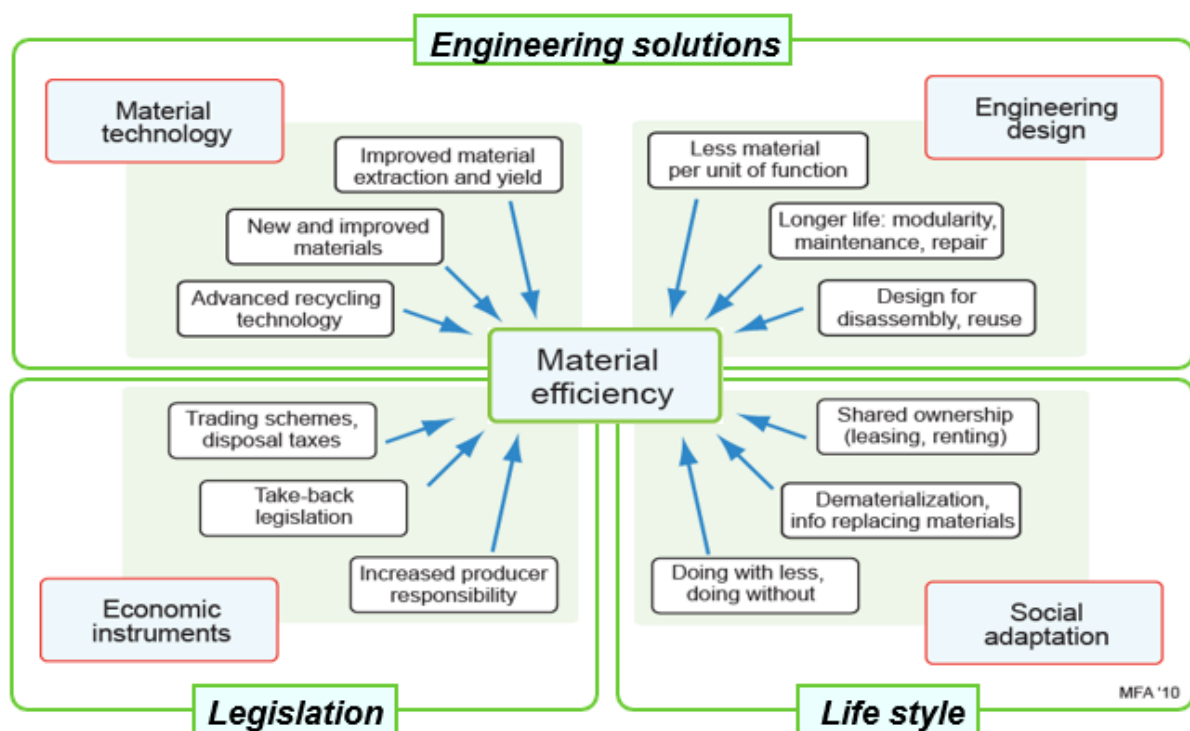 Engineering solutions
Material
technology
Improved material
extraction and yield
New and improved
materials
Advanced recycling
technology
Engineering
design
Less material
per unit of function
Longer life: modularity,
maintenance, repair
Design for
disassembly, reuse
Material
efficiency
Trading schemes,
disposal taxes
Take-back
legislation
Increased producer
responsibility
Economic
instruments
Legislation
Shared ownership
(leasing, renting)
Dematerialization,
info replacing materials
Doing with less,
doing without
Social
adaptation
MFA '10
Life style